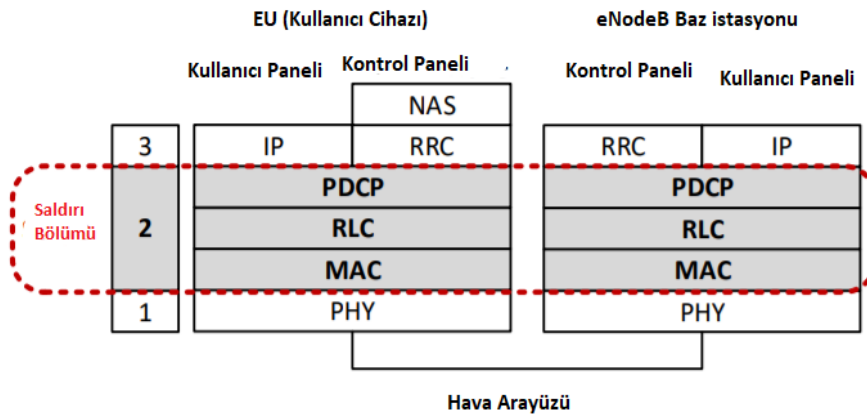 EU (Kullanıcı Cihazı) eNodeB Baz istasyonu
Kullanıcı Paneli Kontrol Paneli Kontrol Paneli Kullanıcı Paneli
NAS
3 IP RRC RRC IP
Saldırı Bölümü
2
PDCP PDCP
RLC RLC
MAC MAC
1 PHY PHY
Hava Arayüzü